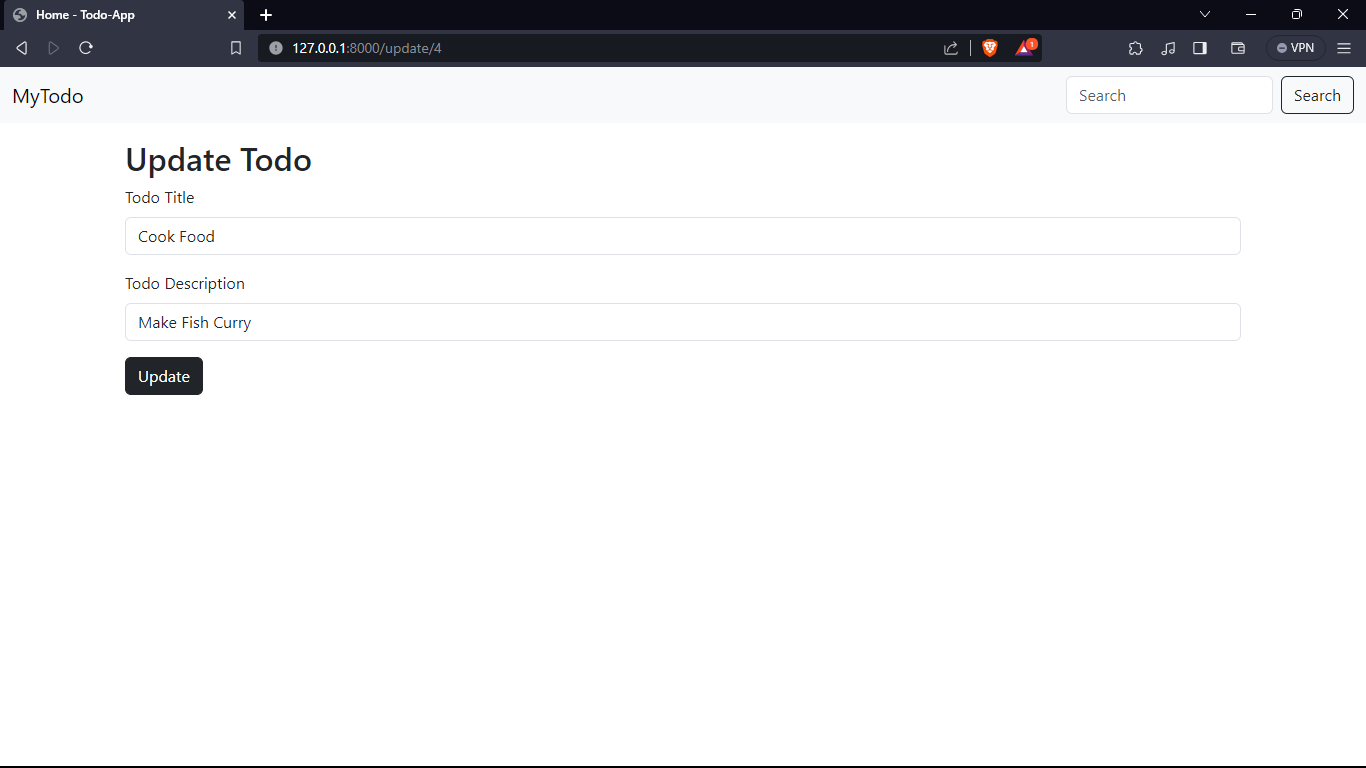 Home - Todo-App
127.0.0.1:8000/update/4
1
VPN
MyTodo
Search
Search
Update Todo
Todo Title
Cook Food
Todo Description
Make Fish Curry
Update